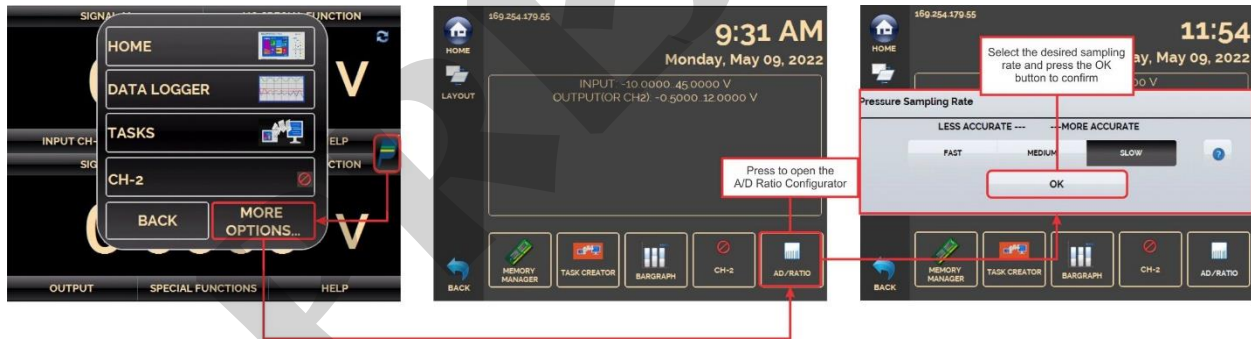 SIGNAL
FUNCTION
HOME
DATA LOGGER
TASKS
CH-2
BACK
MORE
OPTIONS...
V
INPUT CH-
ELP
SIG
CTION
V
OUTPUT
SPECIAL FUNCTIONS
HELP
169.254.179.55
HOME
9:31 AM
Monday, May 09, 2022
LAYOUT
INPUT: -10.0000..45.0000 V
OUTPUT(OR CH2): -0.5000..12.0000 V
Press to open the
A/D Ratio Configurator
MEMORY
MANAGER
TASK CREATOR
BARGRAPH
CH-2
AD/RATIO
BACK
169.254.179.55
HOME
11:54
ay, May 09, 2022
Select the desired sampling
rate and press the OK
button to confirm
00 V
Pressure Sampling Rate
LESS ACCURATE --- ---MORE ACCURATE
FAST
MEDIUM
SLOW
?
OK
MEMORY
MANAGER
TASK CREATOR
BARGRAPH
CH-2
AD/RATIO
BACK